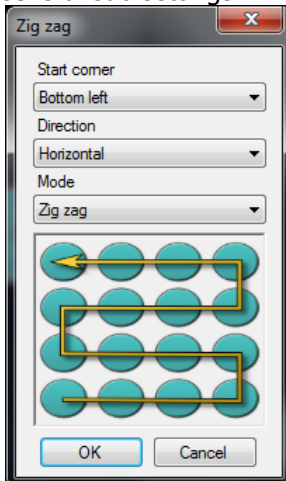 Zig zag
Start corner
Bottom left
Direction
Horizontal
Mode
Zig zag
OK
Cancel